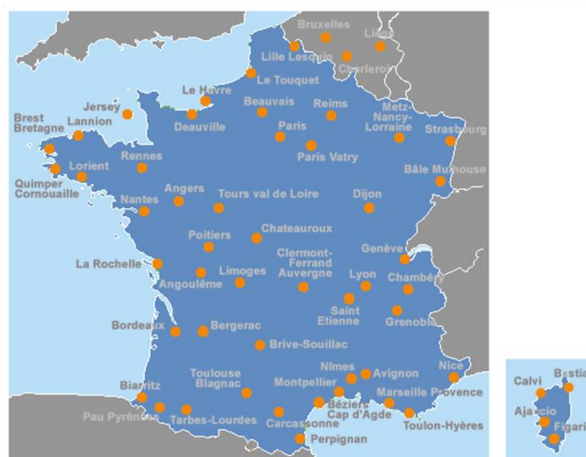 Bruxelles
Liège
Lille Lesquin
Charleroi
Le Touquet
Le Havre
Jersey
Beauvais
Reims
Metz-
Nancy-
Lorraine
Brest
Bretagne
Lannion
Deauville
Paris
Strasbourg
Paris Vatry
Rennes
Lorient
Bâle Mulhouse
Quimper
Cornouaille
Angers
Tours val de Loire
Dijon
Nantes
Chateauroux
Poitiers
Genève
La Rochelle
Clermont-
Ferrand
Auvergne
Limoges
Lyon
Chambéry
Angoulême
Saint
Etienne
Grenoble
Bordeaux
Bergerac
Brive-Souillac
Nîmes
Avignon
Nice
Toulouse
Blagnac
Montpellier
Marseille Provence
Biarritz
Béziers
Cap d'Agde
Pau Pyrénées
Tarbes-Lourdes
Carcassonne
Toulon-Hyères
Perpignan
Bastia
Calvi
Ajaccio
Figari